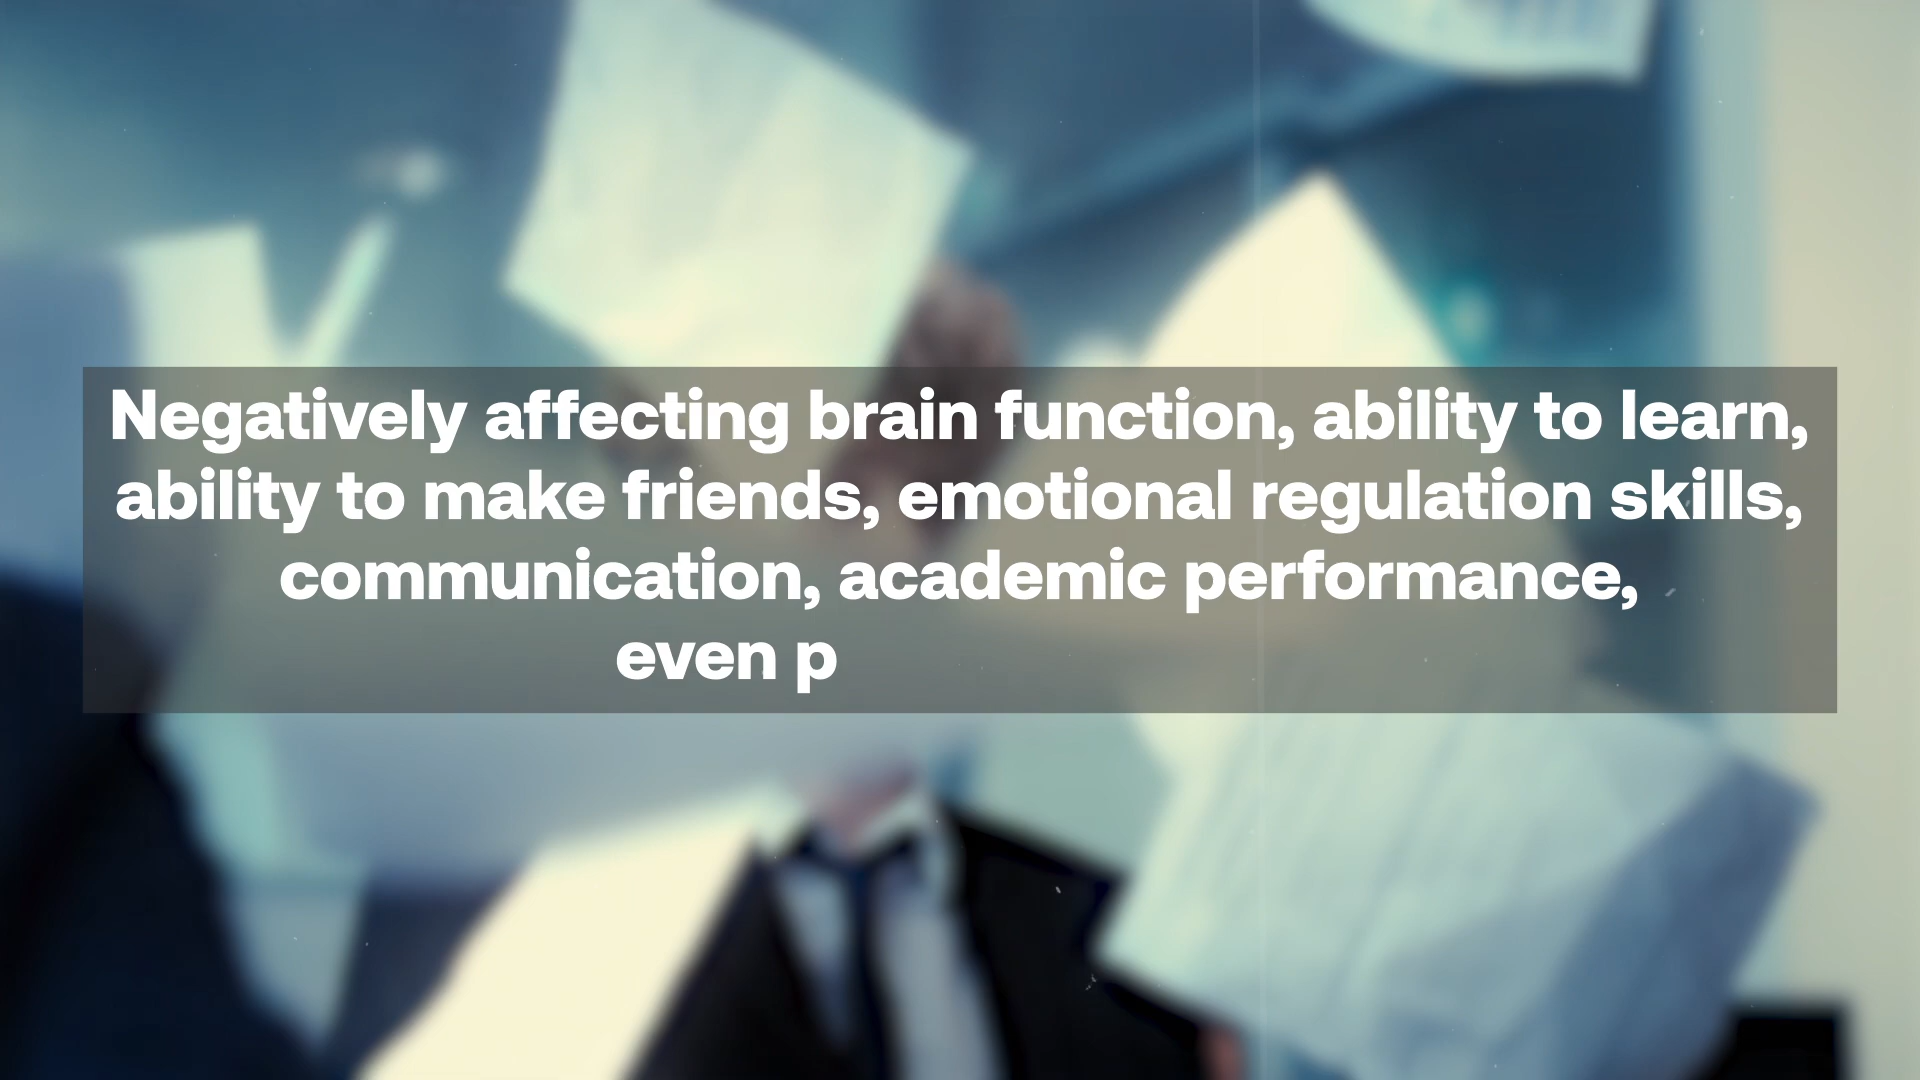 Negatively affecting brain function, ability to learn,
ability to make friends, emotional regulation skills,
communication, academic performance,
even p